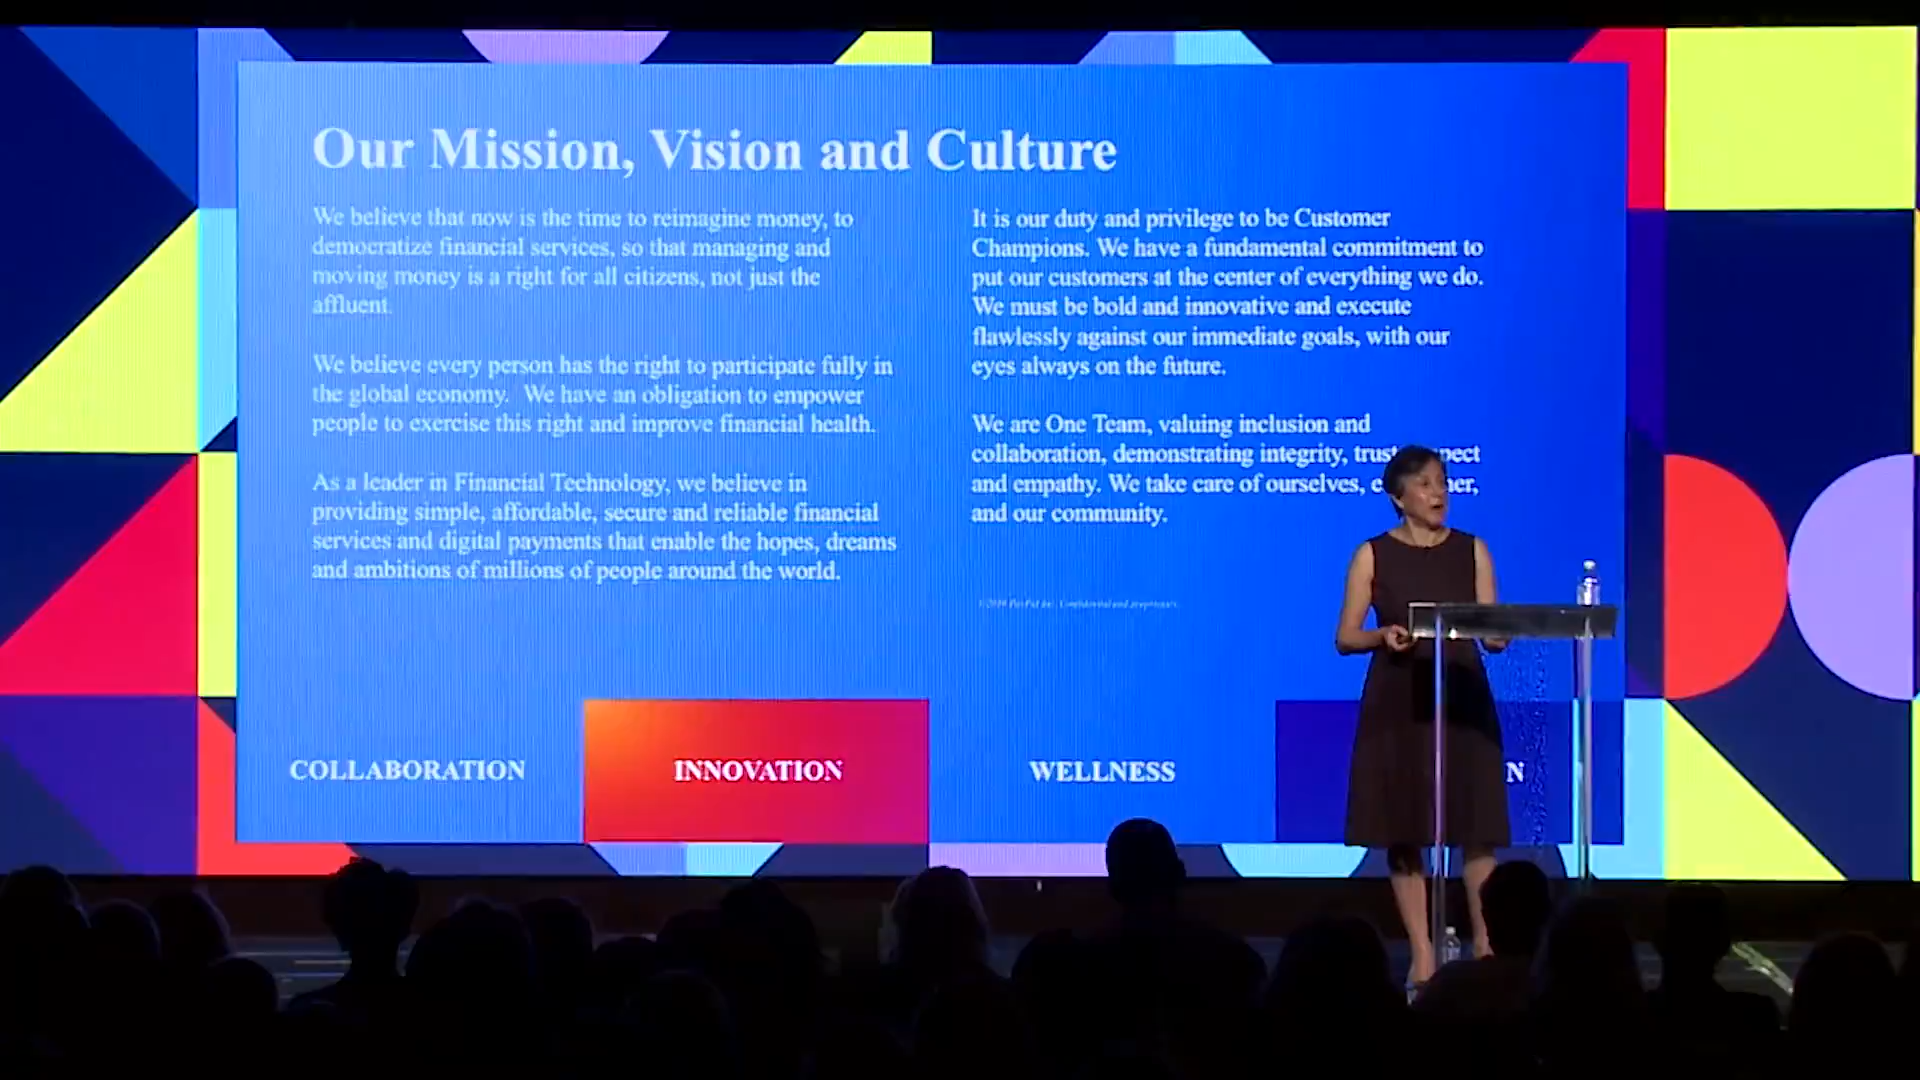 Our Mission, Vision and Culture
We believe that now is the time to reimagine money, to
democratize financial services, so that managing and
moving money is a right for all citizens, not just the
affluent.
We believe every person has the right to participate fully in
the global economy. We have an obligation to empower
people to exercise this right and improve financial health.
As a leader in Financial Technology, we believe in
providing simple, affordable, secure and reliable financial
services and digital payments that enable the hopes, dreams
and ambitions of millions of people around the world.
It is our duty and privilege to be Customer
Champions. We have a fundamental commitment to
put our customers at the center of everything we do.
We must be bold and innovative and execute
flawlessly against our immediate goals, with our
eyes always on the future.
We are One Team, valuing inclusion and
collaboration, demonstrating integrity, trust
and empathy. We take care of ourselves,
and our community.
PayPal Inc. Confidential and proprietary.
COLLABORATION
INNOVATION
WELLNESS